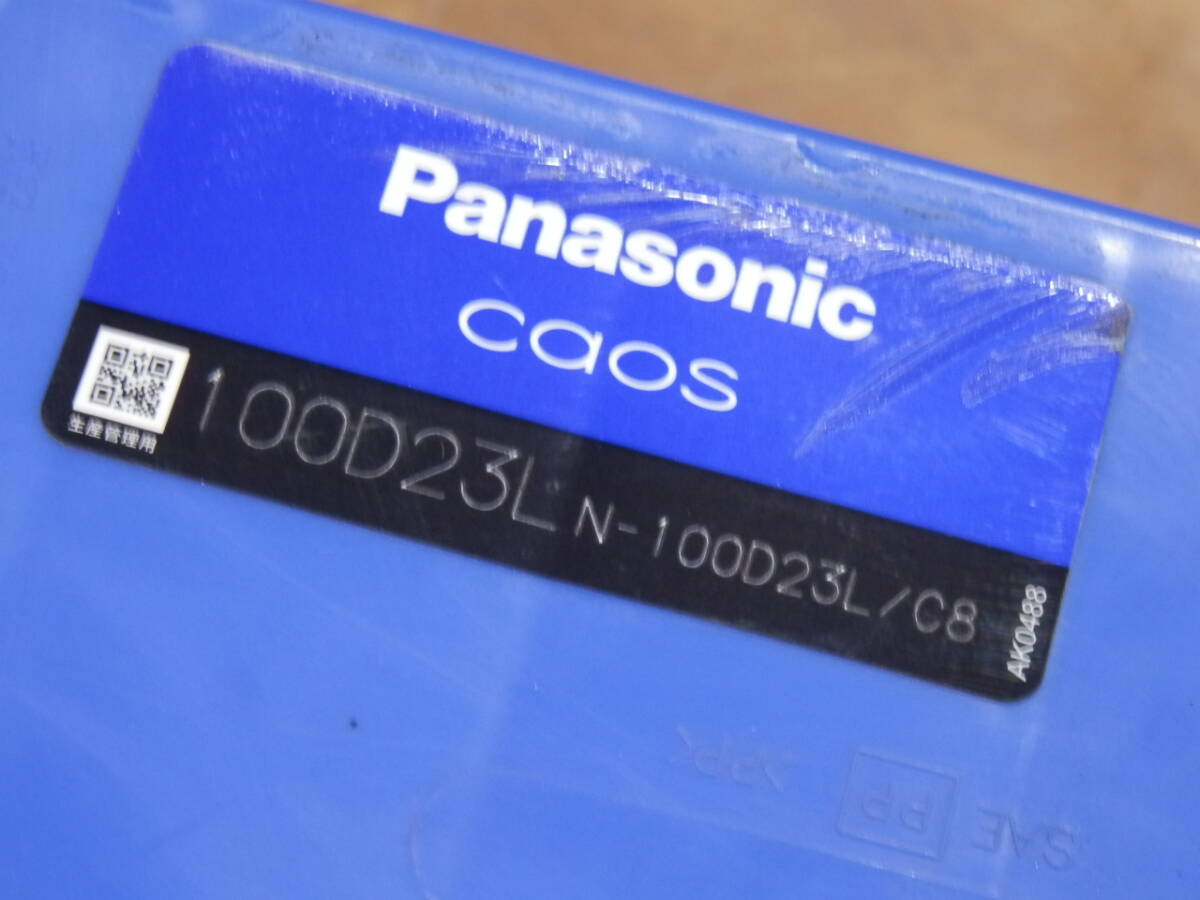 Panasonic
caos
生産管理用
100D23L N-100D23L/C8
AK0488
SAE PP